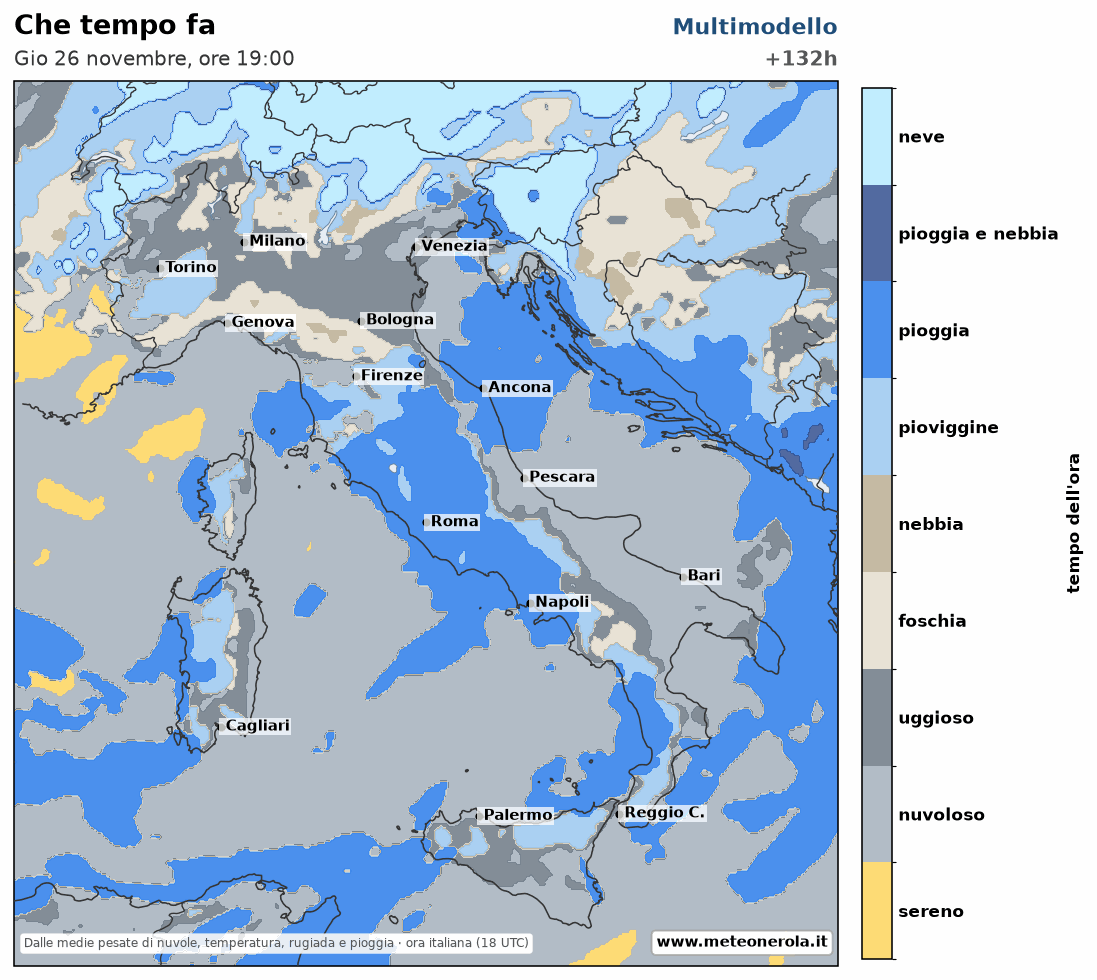 Che tempo fa
Multimodello
Gio 26 novembre, ore 19:00
+132h
neve
pioggia e nebbia
pioggia
pioviggine
nebbia
foschia
uggioso
nuvoloso
sereno
tempo dell'ora
Milano
Venezia
Torino
Genova
Bologna
Firenze
Ancona
Pescara
Roma
Bari
Napoli
Cagliari
Palermo
Reggio C.
Dalle medie pesate di nuvole, temperatura, rugiada e pioggia · ora italiana (18 UTC)
www.meteonerola.it